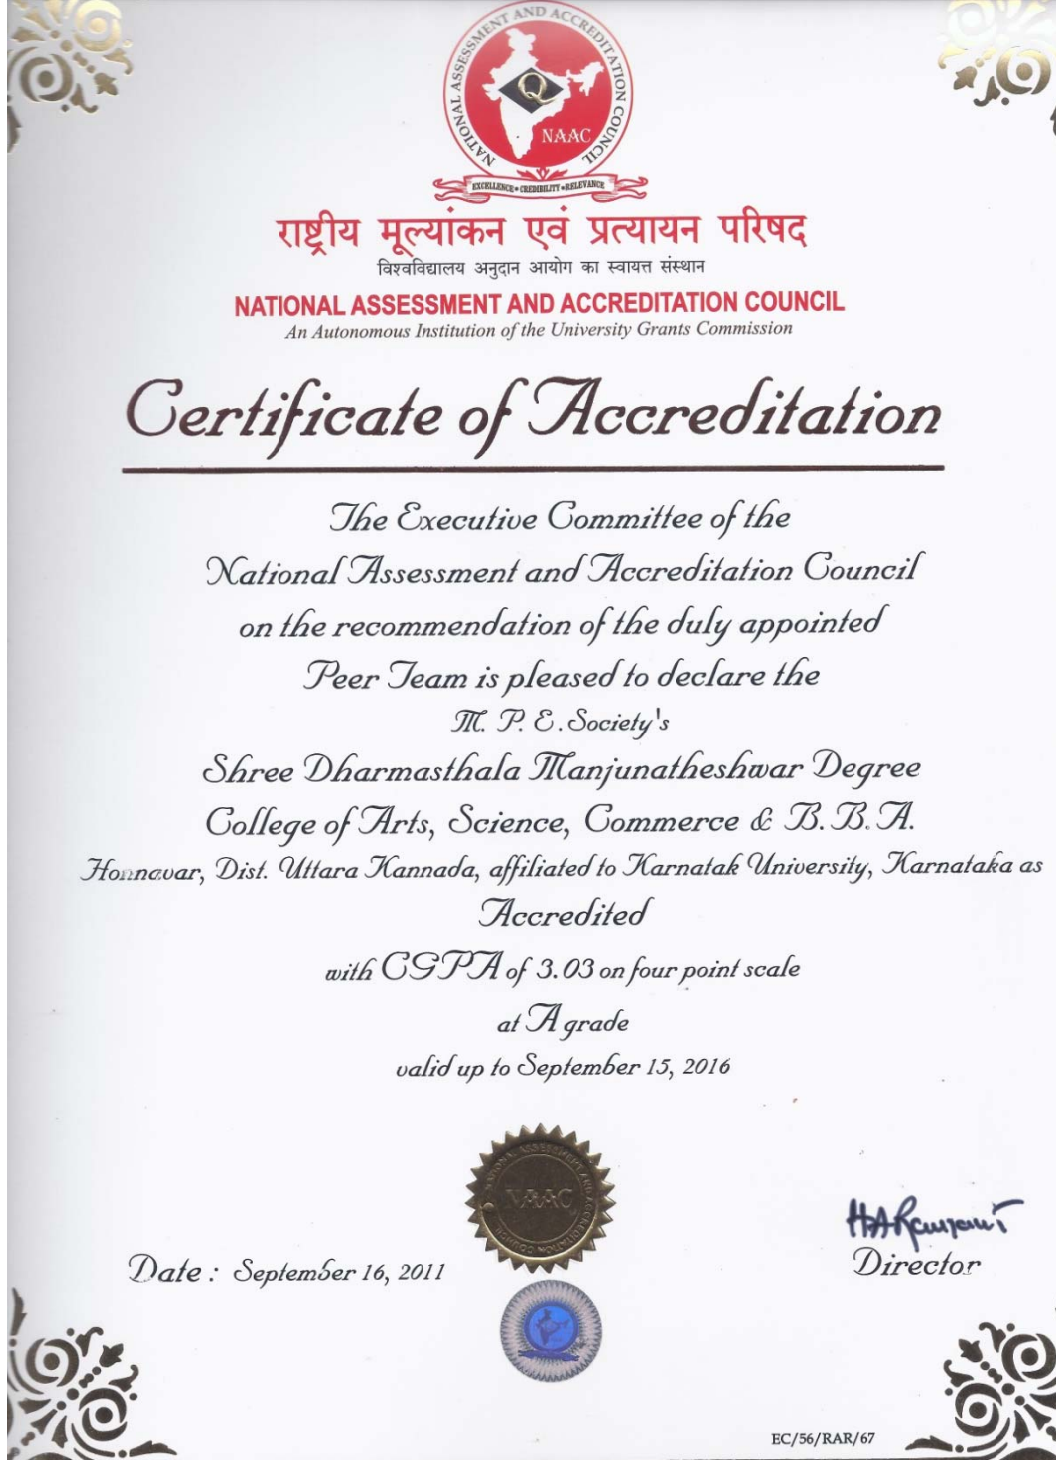 NATIONAL ASSESSMENT AND ACCREDITATION COUNCIL
Q
NAAC
EXCELLENCE • CREDIBILITY • RELEVANCE
राष्ट्रीय मूल्यांकन एवं प्रत्यायन परिषद
विश्वविद्यालय अनुदान आयोग का स्वायत्त संस्थान
NATIONAL ASSESSMENT AND ACCREDITATION COUNCIL
An Autonomous Institution of the University Grants Commission
Certificate of Accreditation
The Executive Committee of the
National Assessment and Accreditation Council
on the recommendation of the duly appointed
Peer Team is pleased to declare the
M. P. E. Society's
Shree Dharmasthala Manjunatheshwar Degree
College of Arts, Science, Commerce & B. B. A.
Honnavar, Dist. Uttara Kannada, affiliated to Karnatak University, Karnataka as
Accredited
with CGPA of 3.03 on four point scale
at A grade
valid up to September 15, 2016
NATIONAL ASSESSMENT AND ACCREDITATION COUNCIL
NAAC
Director
Date : September 16, 2011
EC/56/RAR/67